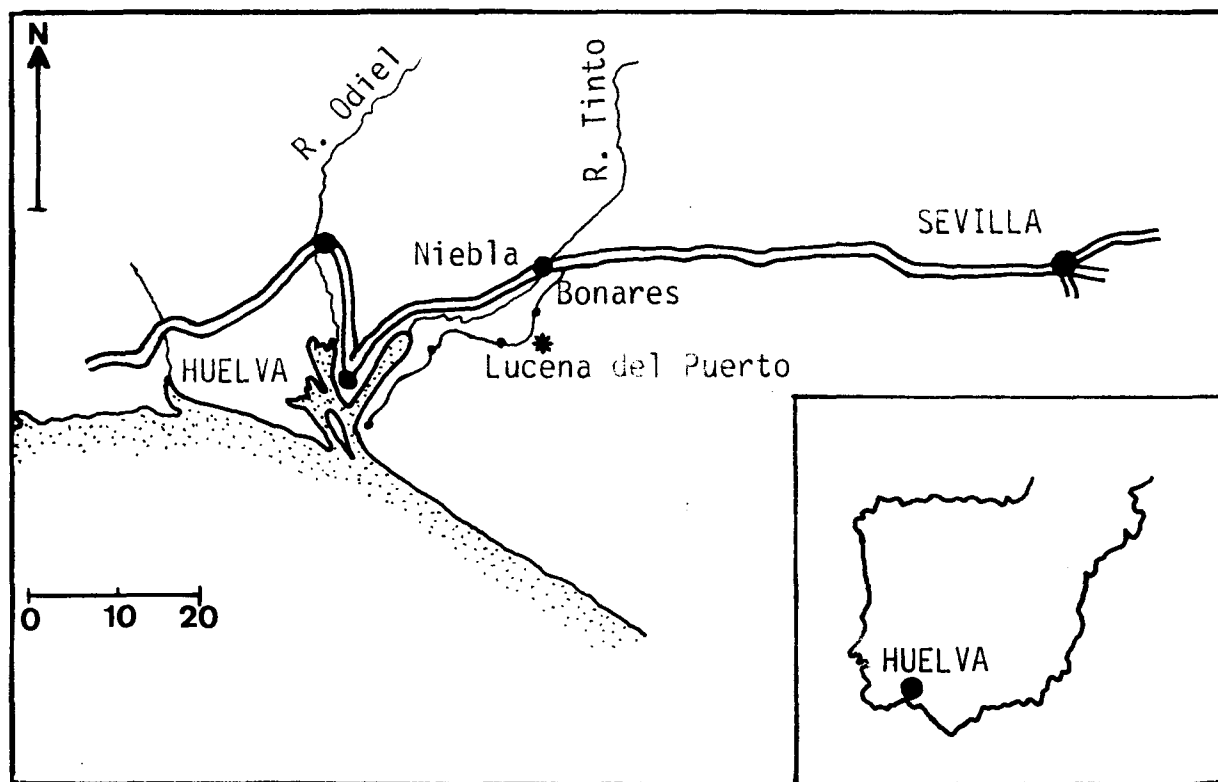 N
R. Odiel
R. Tinto
SEVILLA
Niebla
Bonares
HUELVA
Lucena del Puerto
0 10 20
HUELVA